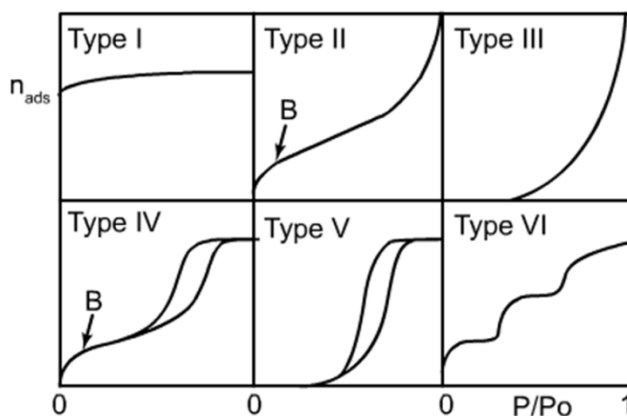 Type I
Type II
Type III
n_ads
B
Type IV
Type V
Type VI
B
0
0
0
P/Po
1